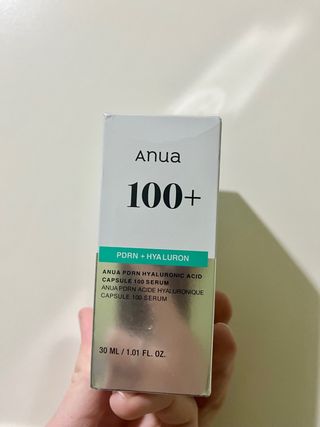 Anua
100+
PDRN + HYALURON
ANUA PDRN HYALURONIC ACID
CAPSULE 100 SERUM
ANUA PDRN ACIDE HYALURONIQUE
CAPSULE 100 SERUM
30 ML / 1.01 FL. OZ.